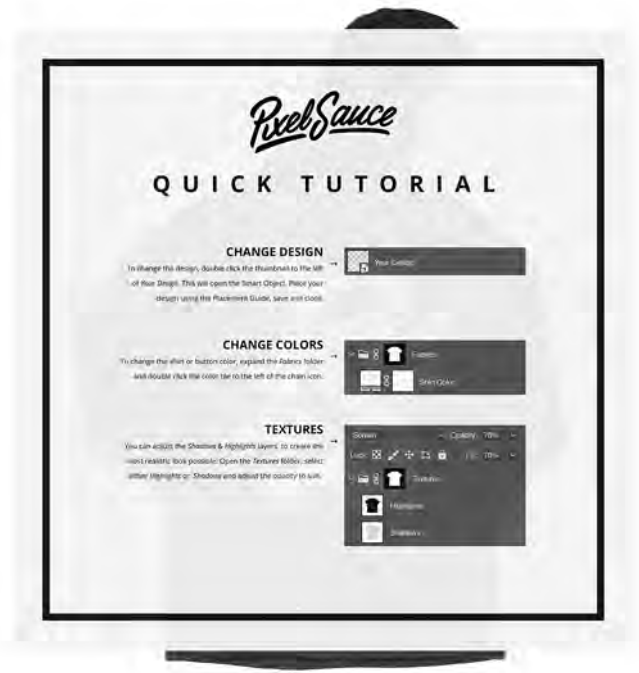 PixelSauce
QUICK TUTORIAL
CHANGE DESIGN
To change the design, double click the thumbnail to the left
of Your Design. This will open the Smart Object. Place your
design using the Placement Guide, save and close.
Your Design
CHANGE COLORS
To change the shirt or button color, expand the Fabrics folder
and double click the color tile to the left of the chain icon.
Fabrics
Shirt Color
TEXTURES
You can adjust the Shadows & Highlights layers to create the
most realistic look possible. Open the Textures folder, select
either Highlights or Shadows and adjust the opacity to suit.
Screen Opacity: 70%
Lock: 70%
Textures
Highlights
Shadows